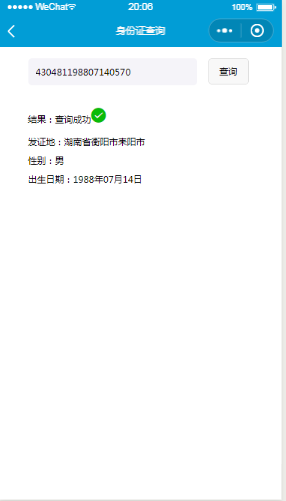 WeChat 20:06 100%
身份证查询
430481198807140570 查询
结果：查询成功
发证地：湖南省衡阳市耒阳市
性别：男
出生日期：1988年07月14日